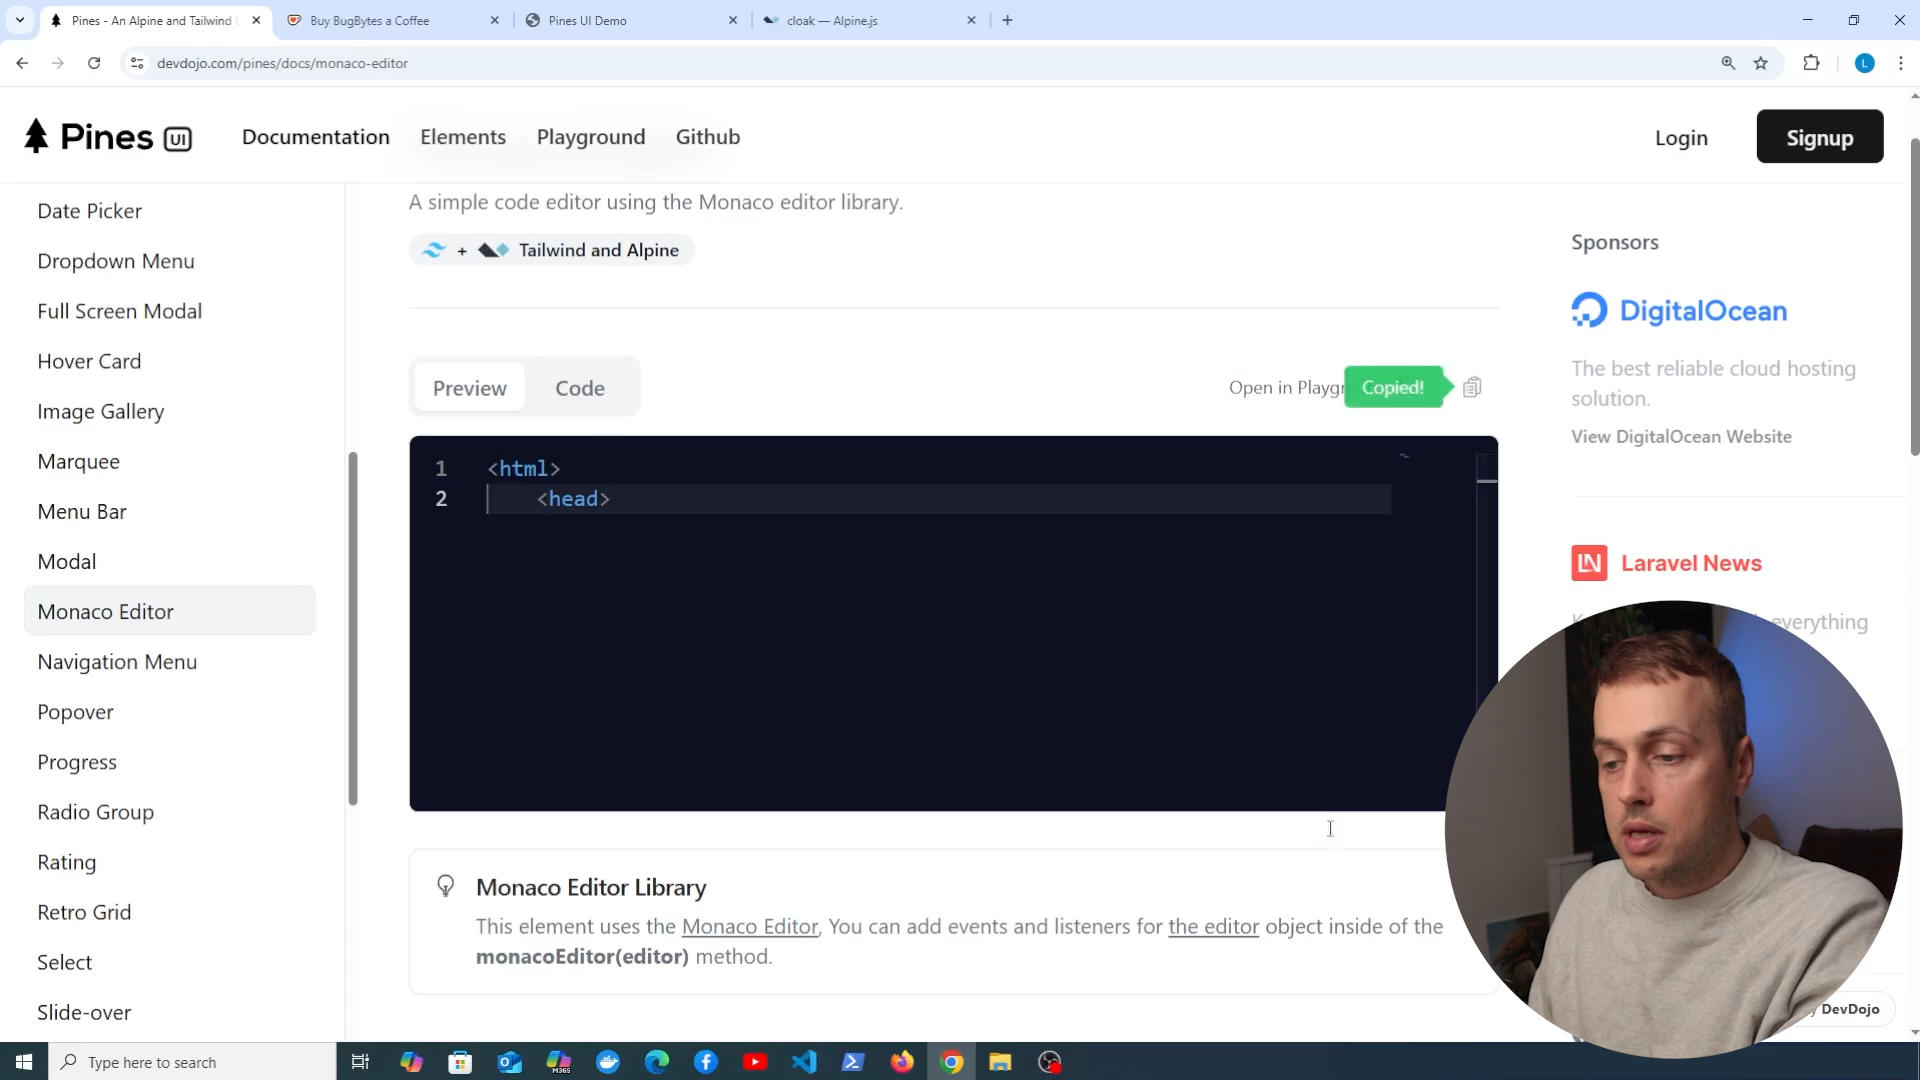 Pines - An Alpine and Tailwind
Buy BugBytes a Coffee
Pines UI Demo
cloak — Alpine.js
devdojo.com/pines/docs/monaco-editor
L
Pines UI
Documentation
Elements
Playground
Github
Login
Signup
Date Picker
Dropdown Menu
Full Screen Modal
Hover Card
Image Gallery
Marquee
Menu Bar
Modal
Monaco Editor
Navigation Menu
Popover
Progress
Radio Group
Rating
Retro Grid
Select
Slide-over
A simple code editor using the Monaco editor library.
+ Tailwind and Alpine
Preview
Code
Open in
Copied!
1 <html>
2 <head>
Monaco Editor Library
This element uses the Monaco Editor, You can add events and listeners for the editor object inside of the
monacoEditor(editor) method.
Sponsors
DigitalOcean
The best reliable cloud hosting
solution.
View DigitalOcean Website
LN Laravel News
everything
DevDojo
Type here to search
M365